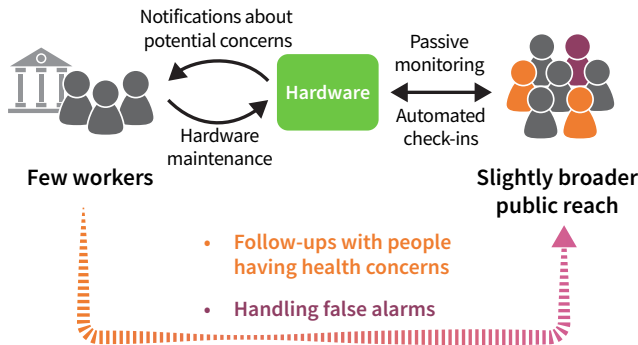 Notifications about
potential concerns
Hardware
Passive
monitoring
Automated
check-ins
Hardware
maintenance
Few workers
Slightly broader
public reach
• Follow-ups with people
having health concerns
• Handling false alarms